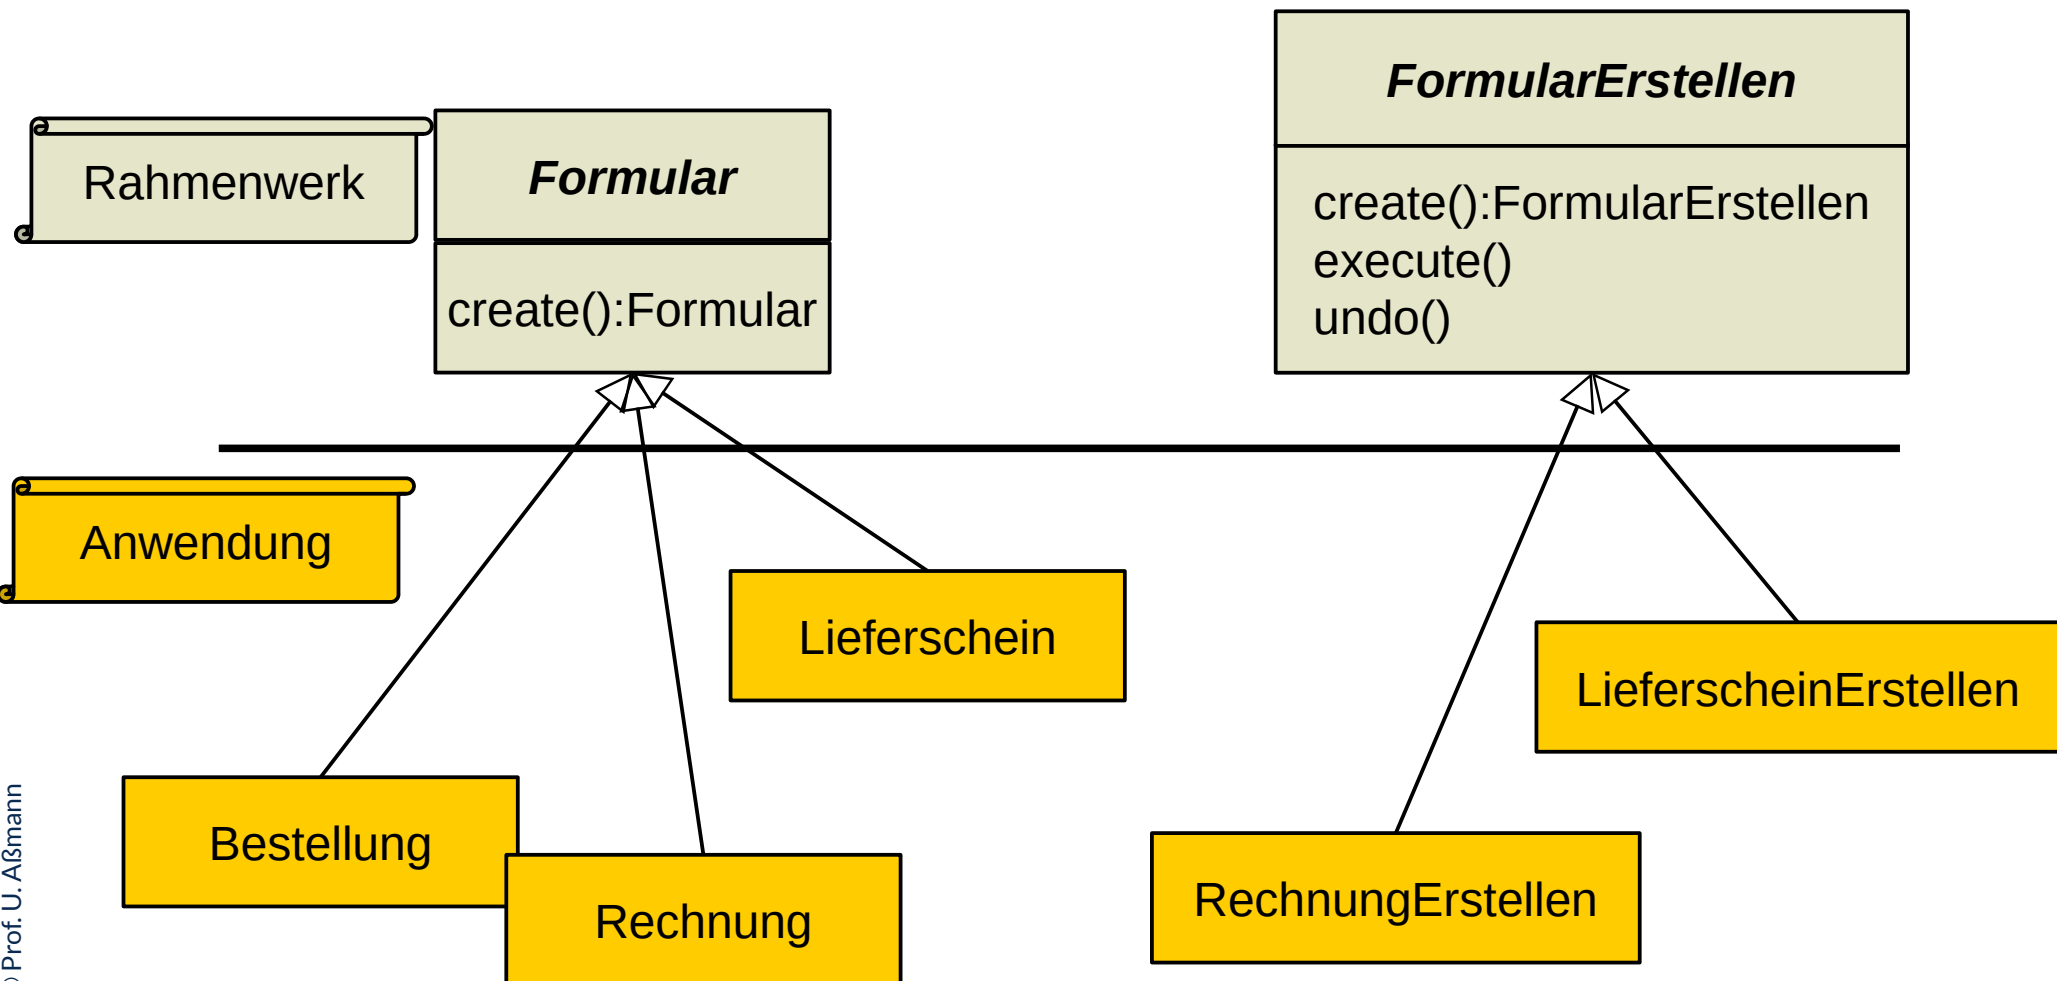 FormularErstellen
create():FormularErstellen
execute()
undo()
Rahmenwerk
Formular
create():Formular
Anwendung
Lieferschein
LieferscheinErstellen
Bestellung
Rechnung
RechnungErstellen
© Prof. U. Aßmann